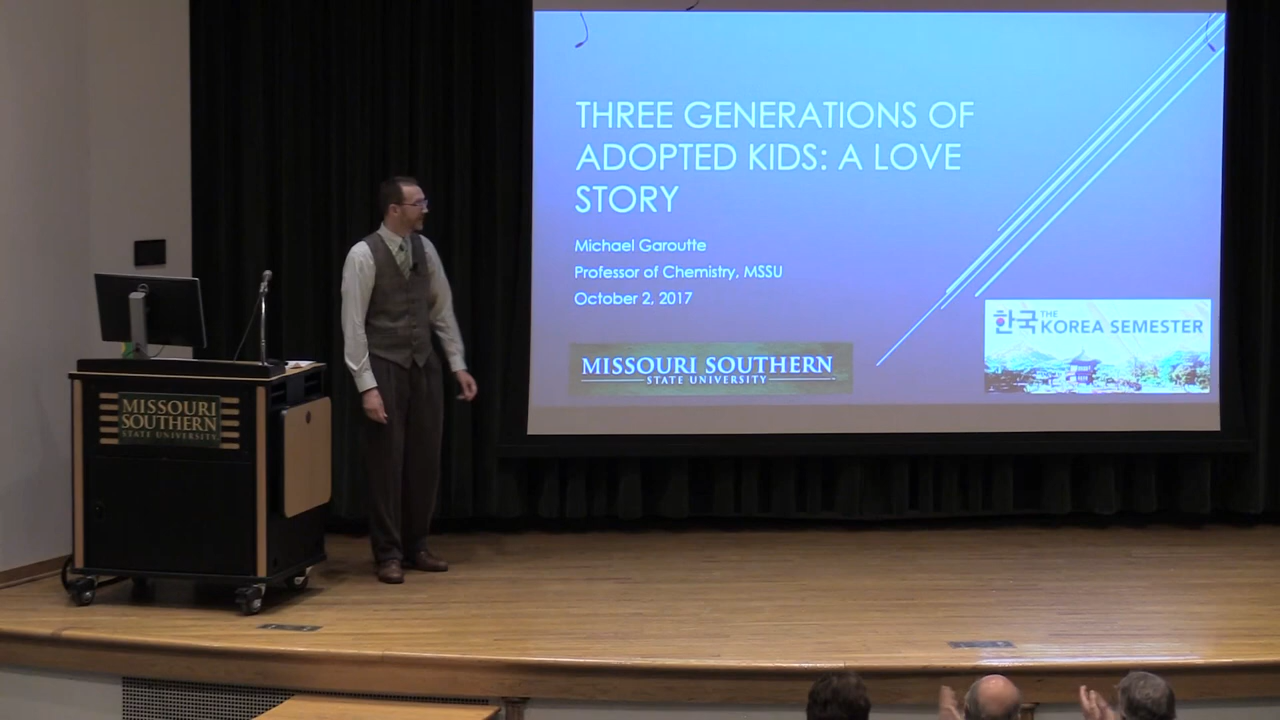 THREE GENERATIONS OF
ADOPTED KIDS: A LOVE
STORY
Michael Garoutte
Professor of Chemistry, MSSU
October 2, 2017
MISSOURI SOUTHERN
STATE UNIVERSITY
한국 THE
KOREA SEMESTER
MISSOURI
SOUTHERN
STATE UNIVERSITY